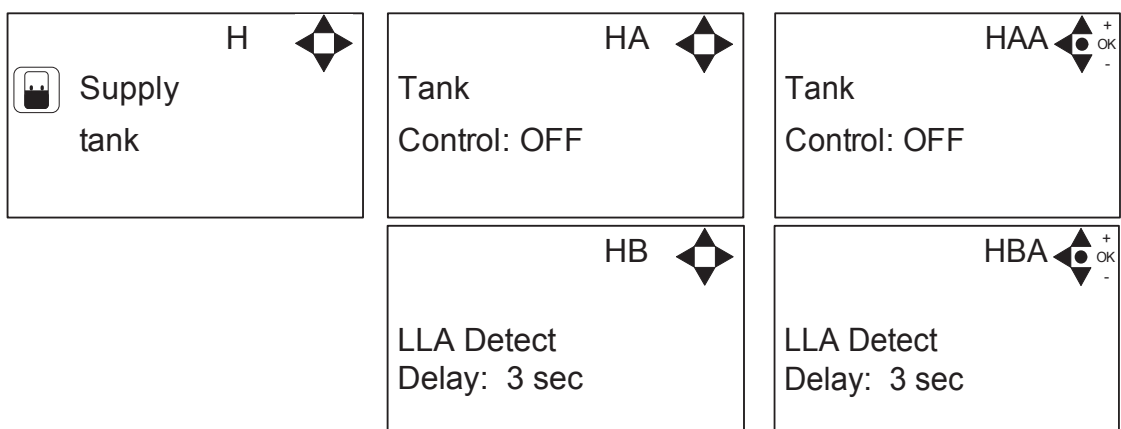 H
Supply
tank
HA
Tank
Control: OFF
HAA
+
OK
-
Tank
Control: OFF
HB
LLA Detect
Delay: 3 sec
HBA
+
OK
-
LLA Detect
Delay: 3 sec